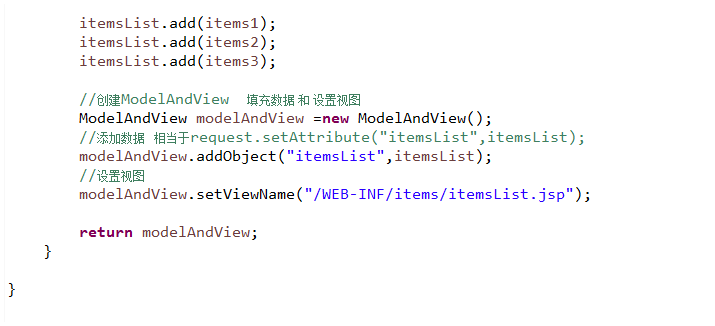 itemsList.add(items1);
itemsList.add(items2);
itemsList.add(items3);
//创建ModelAndView 填充数据 和 设置视图
ModelAndView modelAndView =new ModelAndView();
//添加数据 相当于request.setAttribute("itemsList",itemsList);
modelAndView.addObject("itemsList",itemsList);
//设置视图
modelAndView.setViewName("/WEB-INF/items/itemsList.jsp");
return modelAndView;
}
}